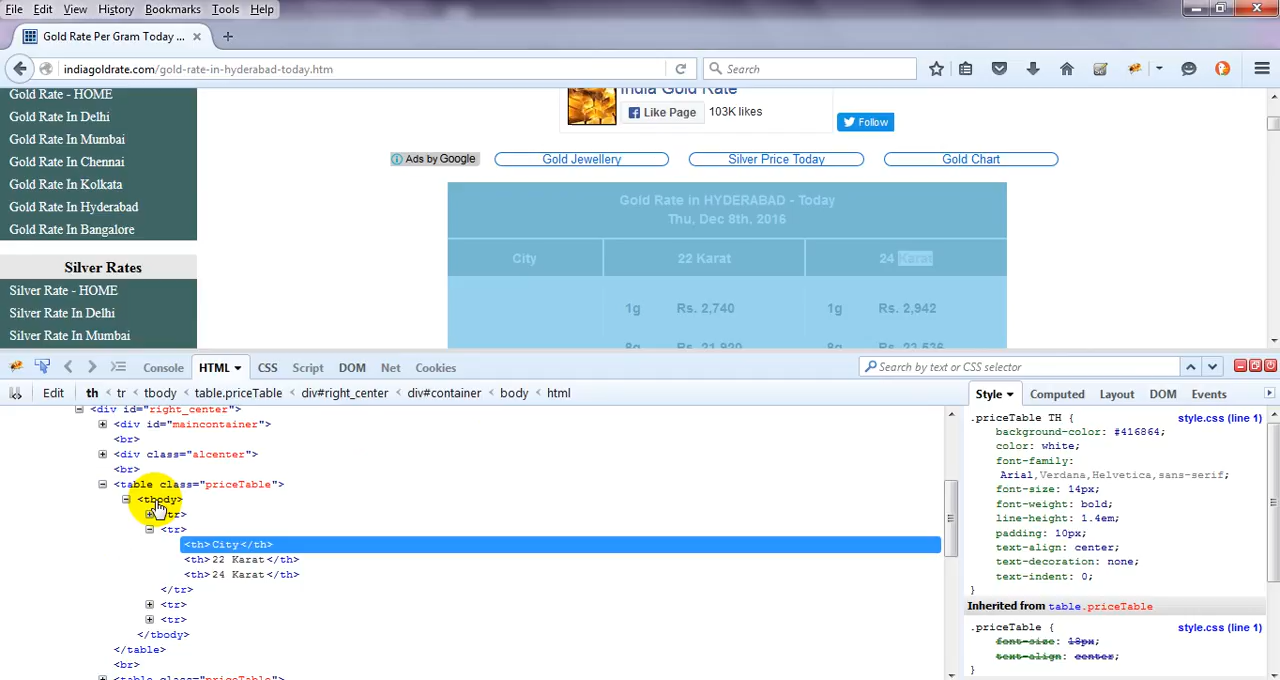 File Edit View History Bookmarks Tools Help
Gold Rate Per Gram Today ...
indiagoldrate.com/gold-rate-in-hyderabad-today.htm
Search
Gold Rate - HOME
Gold Rate In Delhi
Gold Rate In Mumbai
Gold Rate In Chennai
Gold Rate In Kolkata
Gold Rate In Hyderabad
Gold Rate In Bangalore
Silver Rates
Silver Rate - HOME
Silver Rate In Delhi
Silver Rate In Mumbai
India Gold Rate
Like Page 103K likes
Follow
Ads by Google Gold Jewellery Silver Price Today Gold Chart
Gold Rate in HYDERABAD - Today
Thu, Dec 8th, 2016
City 22 Karat 24 Karat
1g Rs. 2,740 1g Rs. 2,942
8g Rs. 21,920 8g Rs. 23,536
Console HTML CSS Script DOM Net Cookies
Search by text or CSS selector
Edit th < tr < tbody < table.priceTable < div#right_center < div#container < body < html
<div id="right_center">
<div id="maincontainer">
<br>
<div class="alcenter">
<br>
<table class="priceTable">
<tbody>
<tr>
<tr>
<th>City</th>
<th>22 Karat</th>
<th>24 Karat</th>
</tr>
<tr>
<tr>
</tbody>
</table>
<br>
<table class="priceTable">
Style Computed Layout DOM Events
.priceTable TH { style.css (line 1)
background-color: #416864;
color: white;
font-family:
Arial,Verdana,Helvetica,sans-serif;
font-size: 14px;
font-weight: bold;
line-height: 1.4em;
padding: 10px;
text-align: center;
text-decoration: none;
text-indent: 0;
}
Inherited from table.priceTable
.priceTable { style.css (line 1)
font-size: 18px;
text-align: center;
}